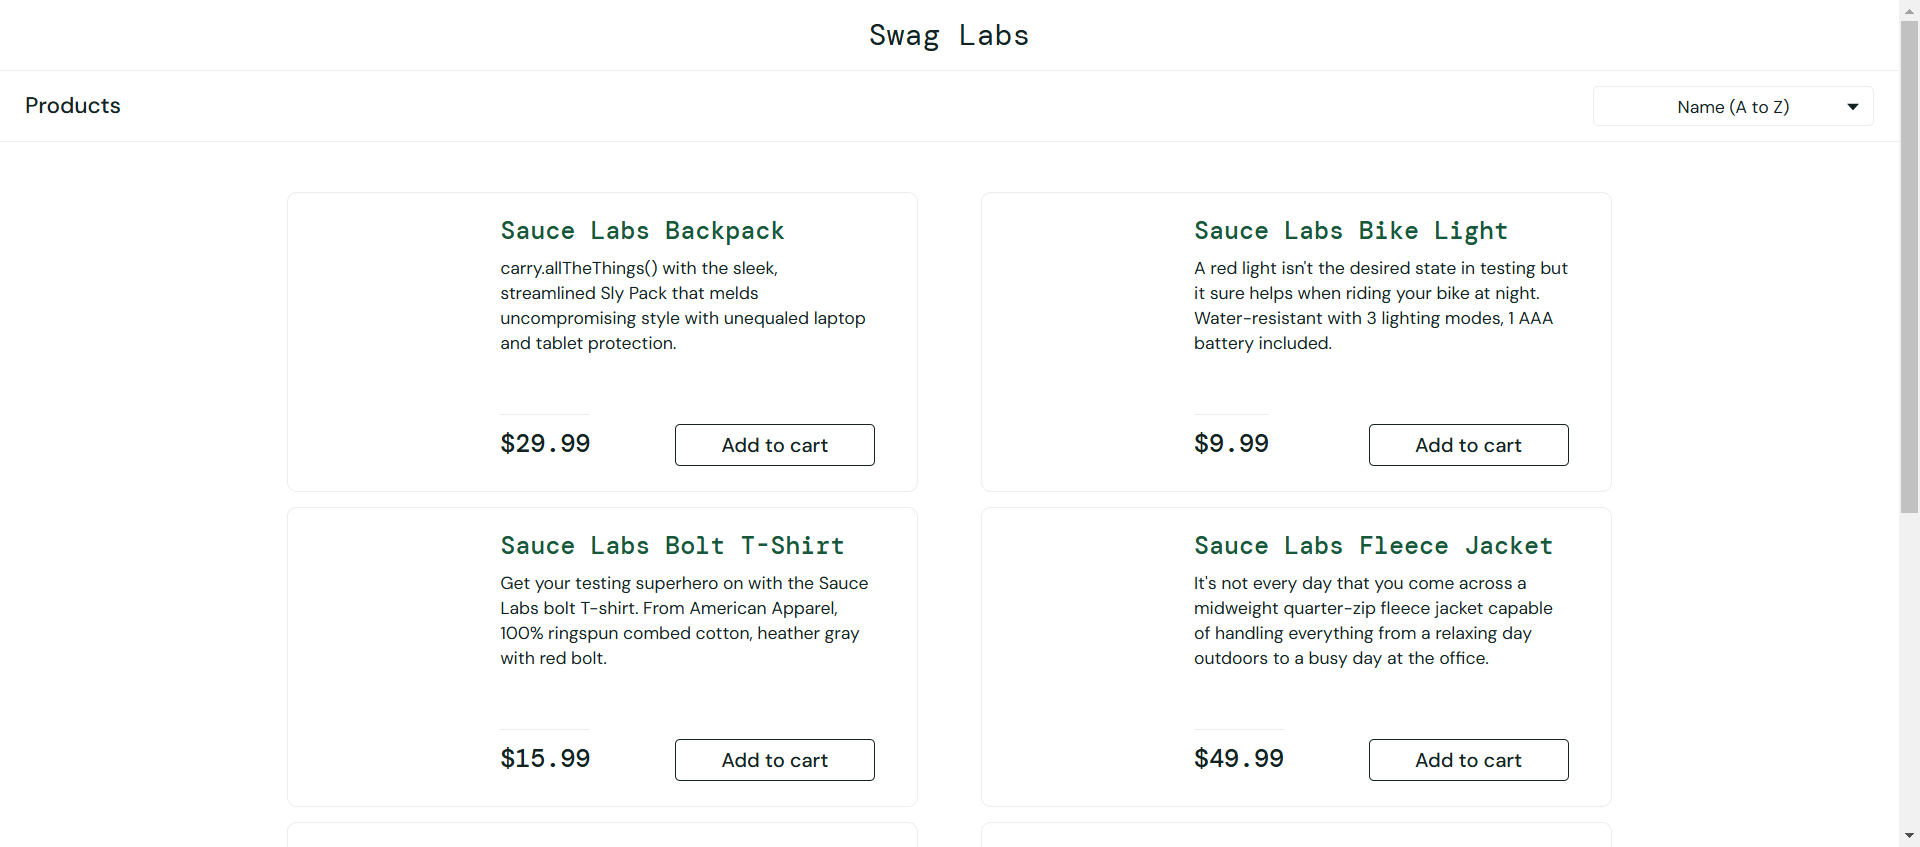 Swag Labs
Products
Name (A to Z)
Sauce Labs Backpack
carry.allTheThings() with the sleek,
streamlined Sly Pack that melds
uncompromising style with unequaled laptop
and tablet protection.
$29.99
Add to cart
Sauce Labs Bike Light
A red light isn't the desired state in testing but
it sure helps when riding your bike at night.
Water-resistant with 3 lighting modes, 1 AAA
battery included.
$9.99
Add to cart
Sauce Labs Bolt T-Shirt
Get your testing superhero on with the Sauce
Labs bolt T-shirt. From American Apparel,
100% ringspun combed cotton, heather gray
with red bolt.
$15.99
Add to cart
Sauce Labs Fleece Jacket
It's not every day that you come across a
midweight quarter-zip fleece jacket capable
of handling everything from a relaxing day
outdoors to a busy day at the office.
$49.99
Add to cart